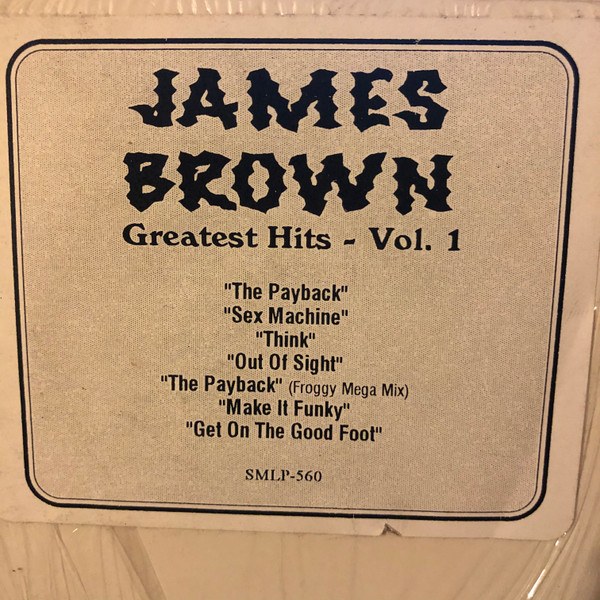 JAMES
BROWN
Greatest Hits - Vol. 1
"The Payback"
"Sex Machine"
"Think"
"Out Of Sight"
"The Payback" (Froggy Mega Mix)
"Make It Funky"
"Get On The Good Foot"
SMLP-560